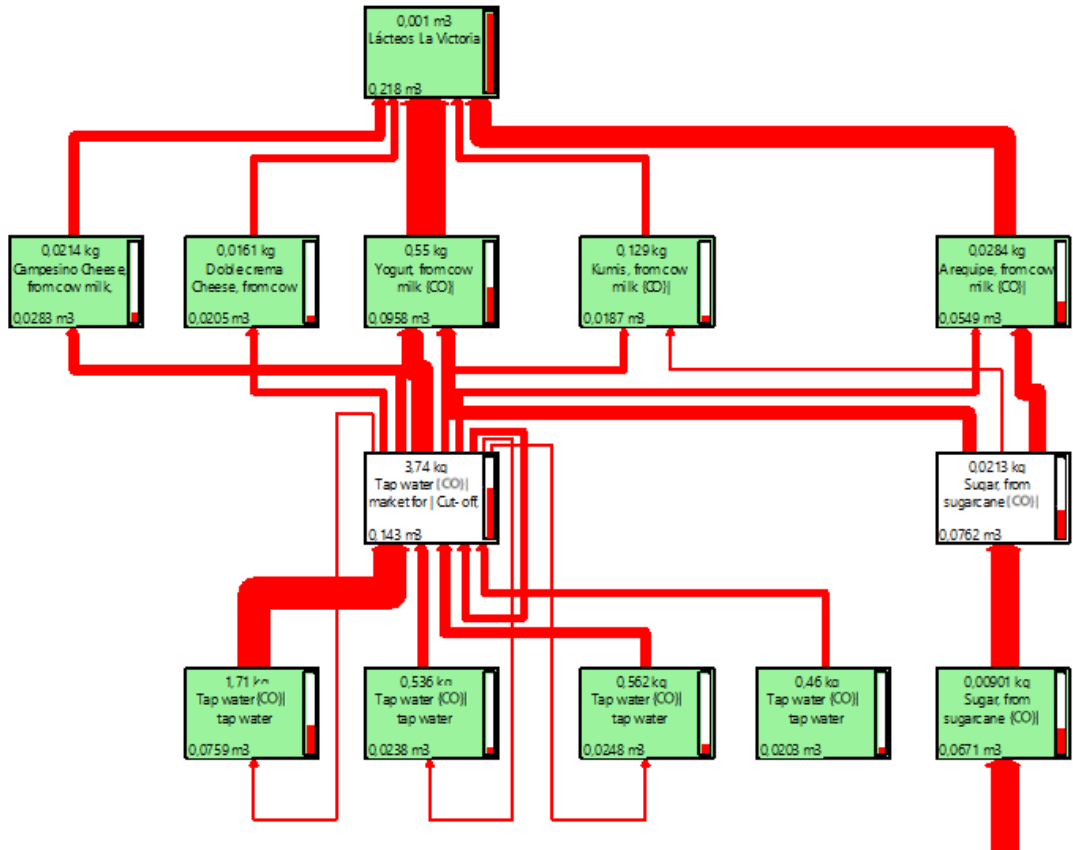 0,001 m3
Lácteos La Victoria
0,218 m3
0,0214 kg
Campesino Cheese,
from cow milk,
0,0283 m3
0,0161 kg
Doble crema
Cheese, from cow
0,0205 m3
0,55 kg
Yogurt, from cow
milk {CO}|
0,0958 m3
0,129 kg
Kumis, from cow
milk {CO}|
0,0187 m3
0,0284 kg
Arequipe, from cow
milk {CO}|
0,0549 m3
3,74 kg
Tap water {CO}|
market for | Cut-off,
0,143 m3
0,0213 kg
Sugar, from
sugarcane {CO}|
0,0762 m3
1,71 kg
Tap water {CO}|
tap water
0,0759 m3
0,536 kg
Tap water {CO}|
tap water
0,0238 m3
0,562 kg
Tap water {CO}|
tap water
0,0248 m3
0,46 kg
Tap water {CO}|
tap water
0,0203 m3
0,00901 kg
Sugar, from
sugarcane {CO}|
0,0671 m3